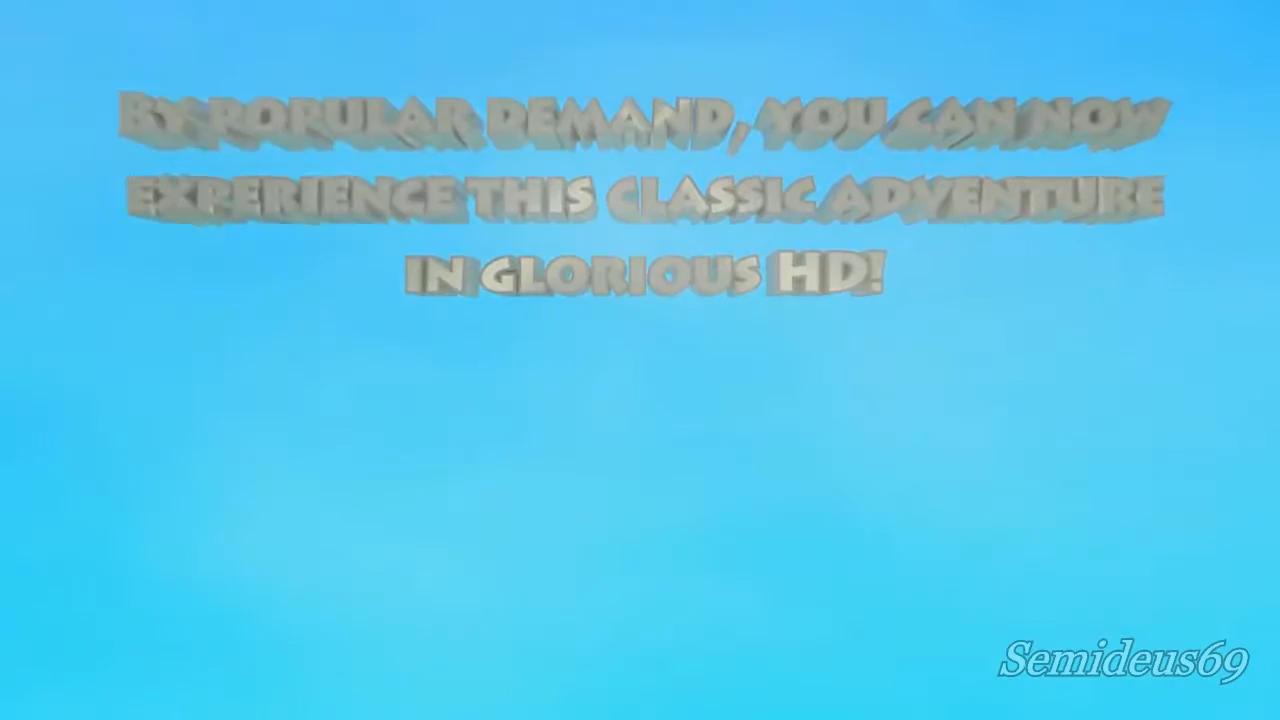 BY POPULAR DEMAND, YOU CAN NOW
EXPERIENCE THIS CLASSIC ADVENTURE
IN GLORIOUS HD!
Semideus69